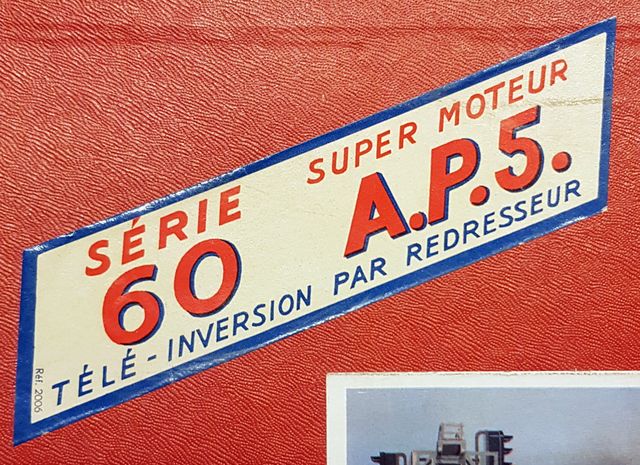 SÉRIE
60
SUPER MOTEUR
A.P.5.
TÉLÉ-INVERSION PAR REDRESSEUR
Réf. 2006